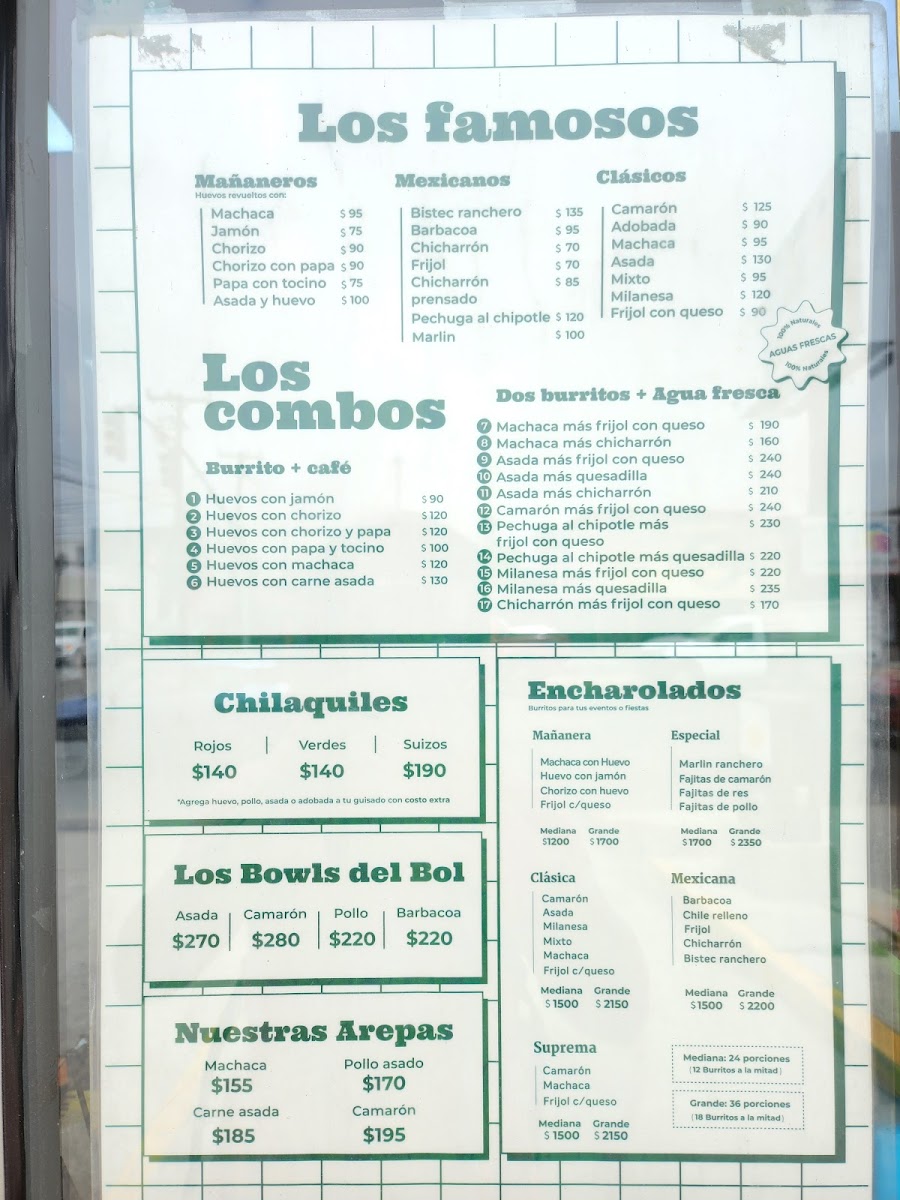 Los famosos
Mañaneros
Huevos revueltos con:
Machaca $ 95
Jamón $ 75
Chorizo $ 90
Chorizo con papa $ 90
Papa con tocino $ 75
Asada y huevo $ 100
Mexicanos
Bistec ranchero $ 135
Barbacoa $ 95
Chicharrón $ 70
Frijol $ 70
Chicharrón $ 85
prensado
Pechuga al chipotle $ 120
Marlin $ 100
Clásicos
Camarón $ 125
Adobada $ 90
Machaca $ 95
Asada $ 130
Mixto $ 95
Milanesa $ 120
Frijol con queso $ 90
100% Naturales
AGUAS FRESCAS
100% Naturales
Los
combos
Burrito + café
1 Huevos con jamón $ 90
2 Huevos con chorizo $ 120
3 Huevos con chorizo y papa $ 120
4 Huevos con papa y tocino $ 100
5 Huevos con machaca $ 120
6 Huevos con carne asada $ 130
Dos burritos + Agua fresca
7 Machaca más frijol con queso $ 190
8 Machaca más chicharrón $ 160
9 Asada más frijol con queso $ 240
10 Asada más quesadilla $ 240
11 Asada más chicharrón $ 210
12 Camarón más frijol con queso $ 240
13 Pechuga al chipotle más $ 230
frijol con queso
14 Pechuga al chipotle más quesadilla $ 220
15 Milanesa más frijol con queso $ 220
16 Milanesa más quesadilla $ 235
17 Chicharrón más frijol con queso $ 170
Chilaquiles
Rojos Verdes Suizos
$140 $140 $190
*Agrega huevo, pollo, asada o adobada a tu guisado con costo extra
Los Bowls del Bol
Asada Camarón Pollo Barbacoa
$270 $280 $220 $220
Nuestras Arepas
Machaca Pollo asado
$155 $170
Carne asada Camarón
$185 $195
Encharolados
Burritos para tus eventos o fiestas
Mañanera
Machaca con Huevo
Huevo con jamón
Chorizo con huevo
Frijol c/queso
Mediana Grande
$1200 $1700
Especial
Marlin ranchero
Fajitas de camarón
Fajitas de res
Fajitas de pollo
Mediana Grande
$1700 $2350
Clásica
Camarón
Asada
Milanesa
Mixto
Machaca
Frijol c/queso
Mediana Grande
$1500 $2150
Mexicana
Barbacoa
Chile relleno
Frijol
Chicharrón
Bistec ranchero
Mediana Grande
$1500 $2200
Suprema
Camarón
Machaca
Frijol c/queso
Mediana Grande
$1500 $2150
Mediana: 24 porciones
(12 Burritos a la mitad)
Grande: 36 porciones
(18 Burritos a la mitad)